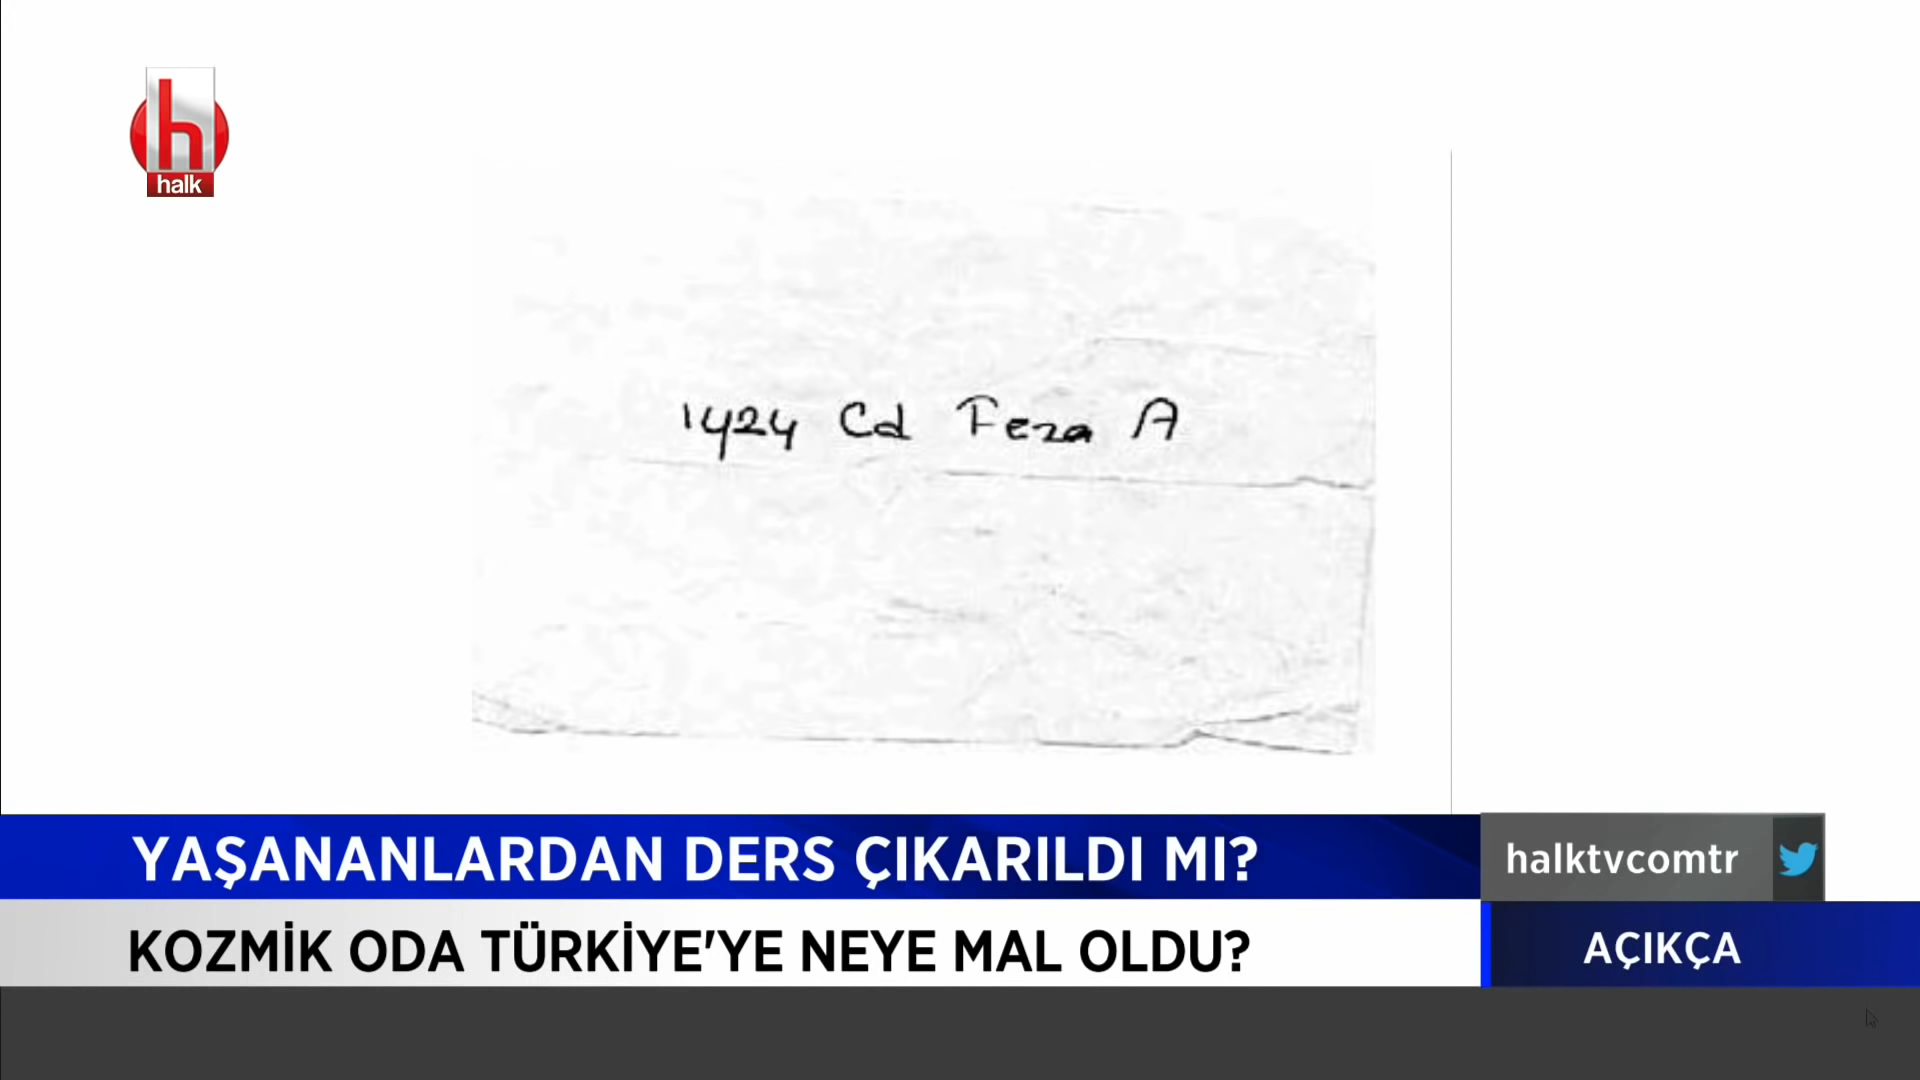 h
halk
1424 Cd Feza A
YAŞANANLARDAN DERS ÇIKARILDI MI?
halktvcomtr
KOZMİK ODA TÜRKİYE'YE NEYE MAL OLDU?
AÇIKÇA